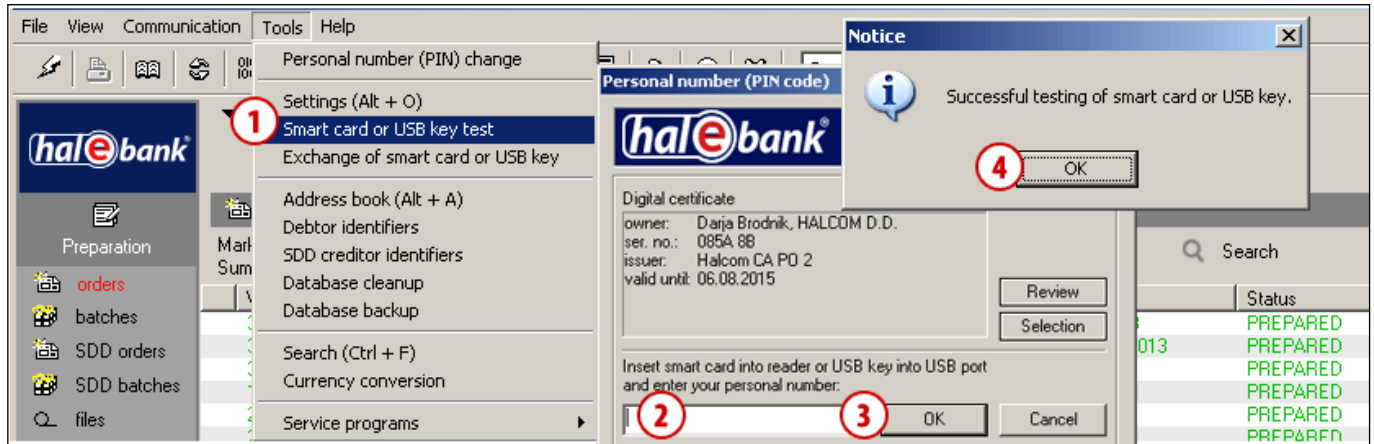 File View Communication Tools Help
Personal number (PIN) change
Settings (Alt + O)
1
Smart card or USB key test
Exchange of smart card or USB key
Address book (Alt + A)
Debtor identifiers
SDD creditor identifiers
Database cleanup
Database backup
Search (Ctrl + F)
Currency conversion
Service programs
halebank
Preparation
orders
batches
SDD orders
SDD batches
files
Personal number (PIN code)
halebank
Digital certificate
owner: Darja Brodnik, HALCOM D.D.
ser. no.: 085A 8B
issuer: Halcom CA PO 2
valid until: 06.08.2015
Review
Selection
Insert smart card into reader or USB key into USB port
and enter your personal number:
2
3
OK
Cancel
Notice
Successful testing of smart card or USB key.
4
OK
Search
Status
PREPARED
013 PREPARED
PREPARED
PREPARED
PREPARED
PREPARED